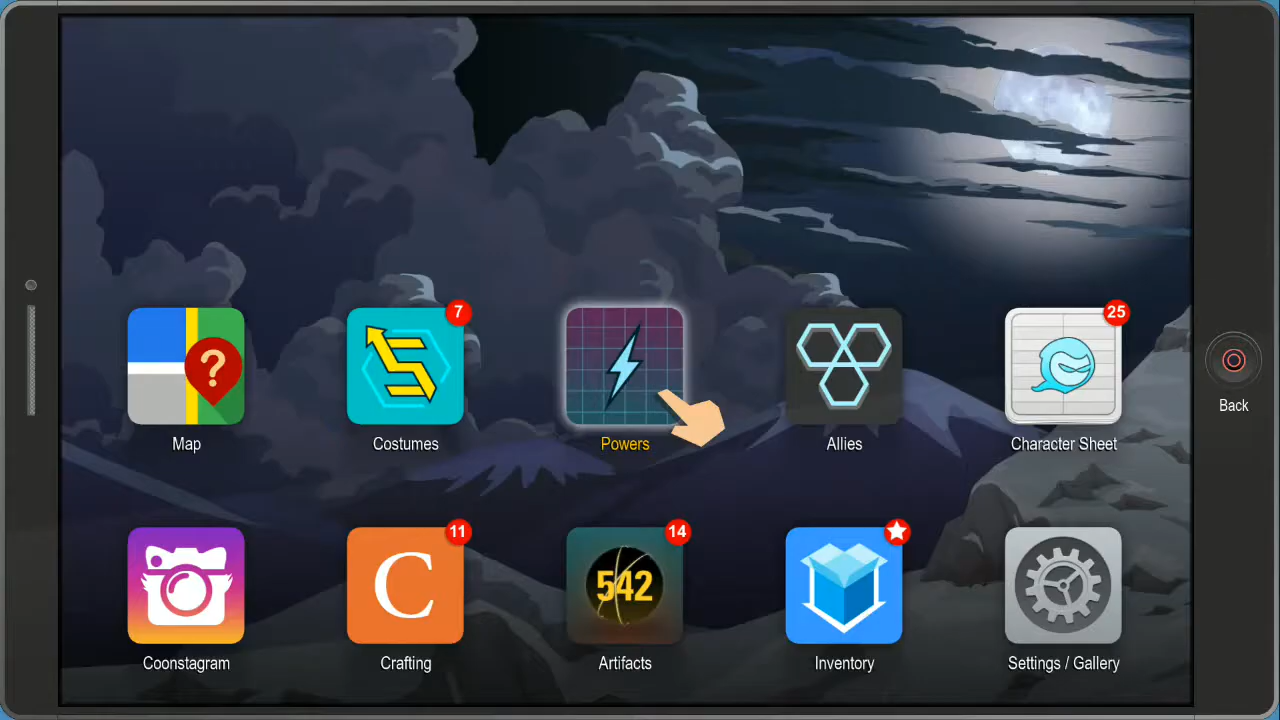 7
25
?
Back
Map
Costumes
Powers
Allies
Character Sheet
11
14
C
542
Coonstagram
Crafting
Artifacts
Inventory
Settings / Gallery